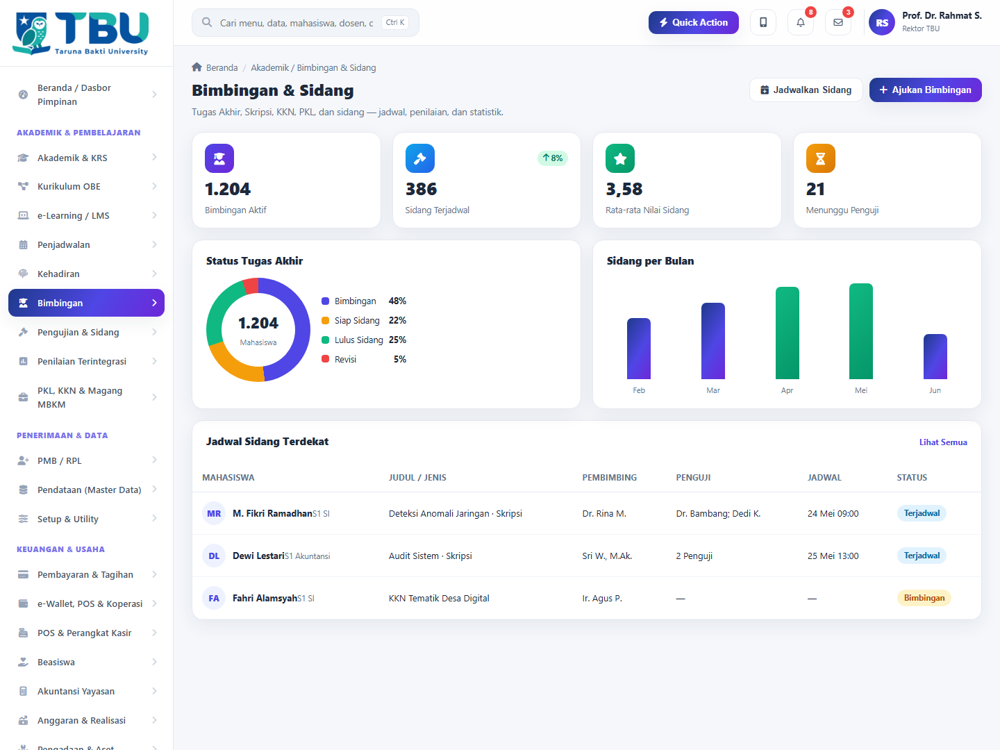 TBU
Taruna Bakti University
Cari menu, data, mahasiswa, dosen, c
Ctrl K
Quick Action
8
3
RS
Prof. Dr. Rahmat S.
Rektor TBU
Beranda / Dasbor
Pimpinan
AKADEMIK & PEMBELAJARAN
Akademik & KRS
Kurikulum OBE
e-Learning / LMS
Penjadwalan
Kehadiran
Bimbingan
Pengujian & Sidang
Penilaian Terintegrasi
PKL, KKN & Magang
MBKM
PENERIMAAN & DATA
PMB / RPL
Pendataan (Master Data)
Setup & Utility
KEUANGAN & USAHA
Pembayaran & Tagihan
e-Wallet, POS & Koperasi
POS & Perangkat Kasir
Beasiswa
Akuntansi Yayasan
Anggaran & Realisasi
Pengadaan & Aset
Beranda / Akademik / Bimbingan & Sidang
Bimbingan & Sidang
Tugas Akhir, Skripsi, KKN, PKL, dan sidang — jadwal, penilaian, dan statistik.
Jadwalkan Sidang
Ajukan Bimbingan
1.204
Bimbingan Aktif
8%
386
Sidang Terjadwal
3,58
Rata-rata Nilai Sidang
21
Menunggu Penguji
Status Tugas Akhir
1.204
Mahasiswa
Bimbingan 48%
Siap Sidang 22%
Lulus Sidang 25%
Revisi 5%
Sidang per Bulan
Feb Mar Apr Mei Jun
Jadwal Sidang Terdekat
Lihat Semua
MAHASISWA JUDUL / JENIS PEMBIMBING PENGUJI JADWAL STATUS
MR M. Fikri RamadhanS1 SI Deteksi Anomali Jaringan · Skripsi Dr. Rina M. Dr. Bambang; Dedi K. 24 Mei 09:00 Terjadwal
DL Dewi LestariS1 Akuntansi Audit Sistem · Skripsi Sri W., M.Ak. 2 Penguji 25 Mei 13:00 Terjadwal
FA Fahri AlamsyahS1 SI KKN Tematik Desa Digital Ir. Agus P. — — Bimbingan